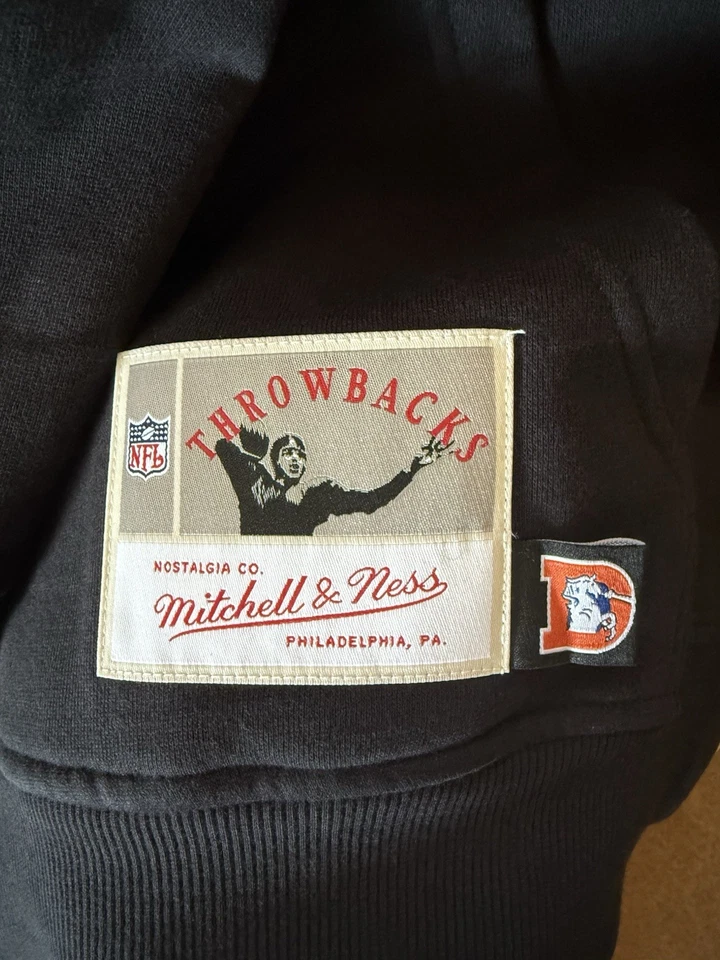 THROWBACKS
NFL
NOSTALGIA CO.
Mitchell & Ness
PHILADELPHIA, PA.
D